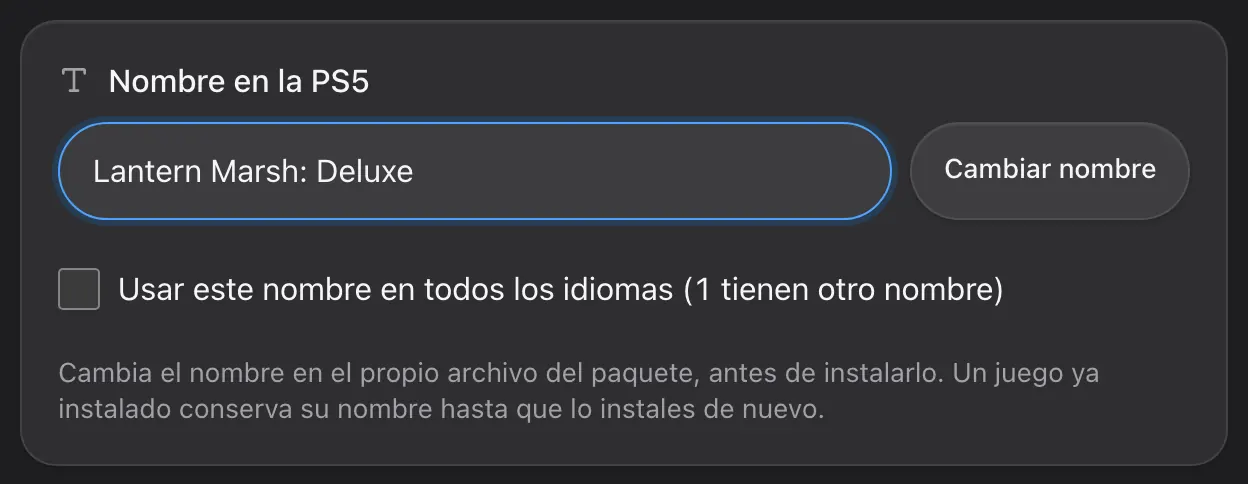 Nombre en la PS5
Lantern Marsh: Deluxe
Cambiar nombre
Usar este nombre en todos los idiomas (1 tienen otro nombre)
Cambia el nombre en el propio archivo del paquete, antes de instalarlo. Un juego ya
instalado conserva su nombre hasta que lo instales de nuevo.